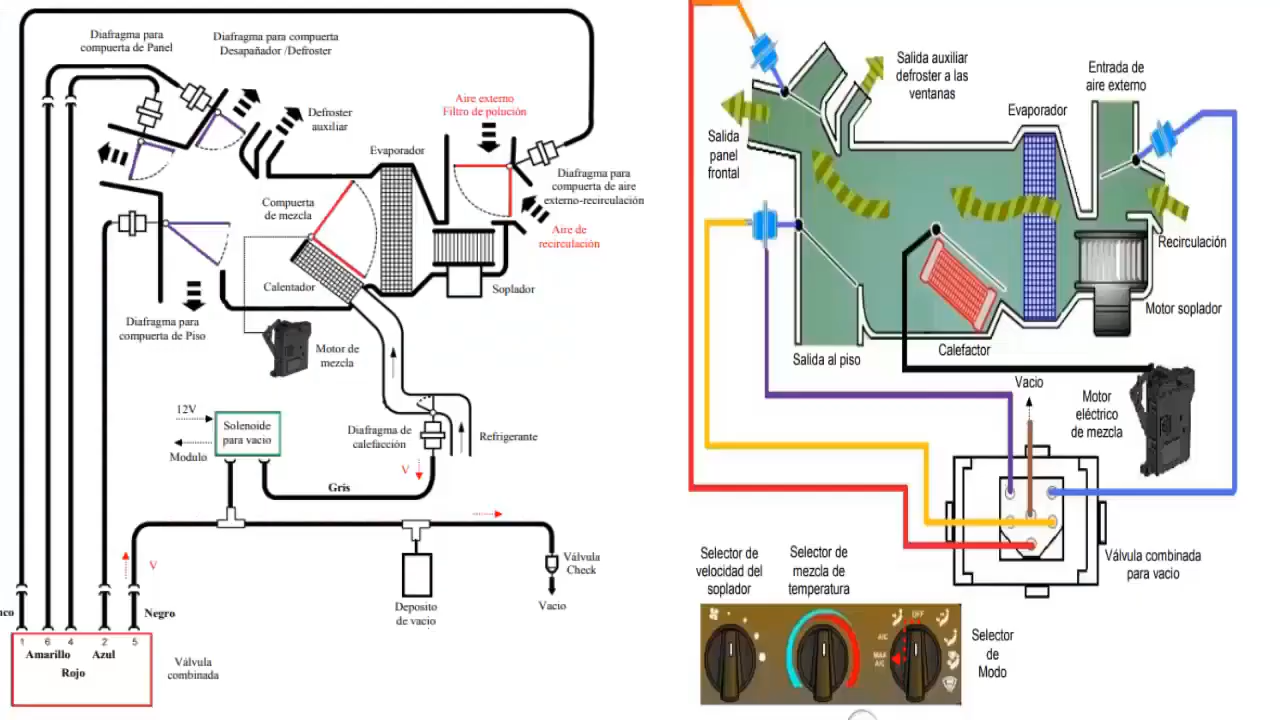 Diafragma para
compuerta de Panel
Diafragma para compuerta
Desapañador /Defroster
Defroster
auxiliar
Aire externo
Filtro de polución
Evaporador
Diafragma para
compuerta de aire
externo-recirculación
Compuerta
de mezcla
Aire de
recirculación
Calentador
Soplador
Diafragma para
compuerta de Piso
Motor de
mezcla
12V
Solenoide
para vacio
Modulo
Diafragma de
calefacción
Refrigerante
V
Gris
V
Válvula
Check
Vacio
Deposito
de vacio
nco
Negro
1 6 4 2 5
Amarillo Azul
Rojo
Válvula
combinada
Salida auxiliar
defroster a las
ventanas
Entrada de
aire externo
Evaporador
Salida
panel
frontal
Recirculación
Motor soplador
Salida al piso
Calefactor
Vacio
Motor
eléctrico
de mezcla
Válvula combinada
para vacio
Selector de
velocidad del
soplador
Selector de
mezcla de
temperatura
Selector
de
Modo
OFF
A/C
MAX
A/C